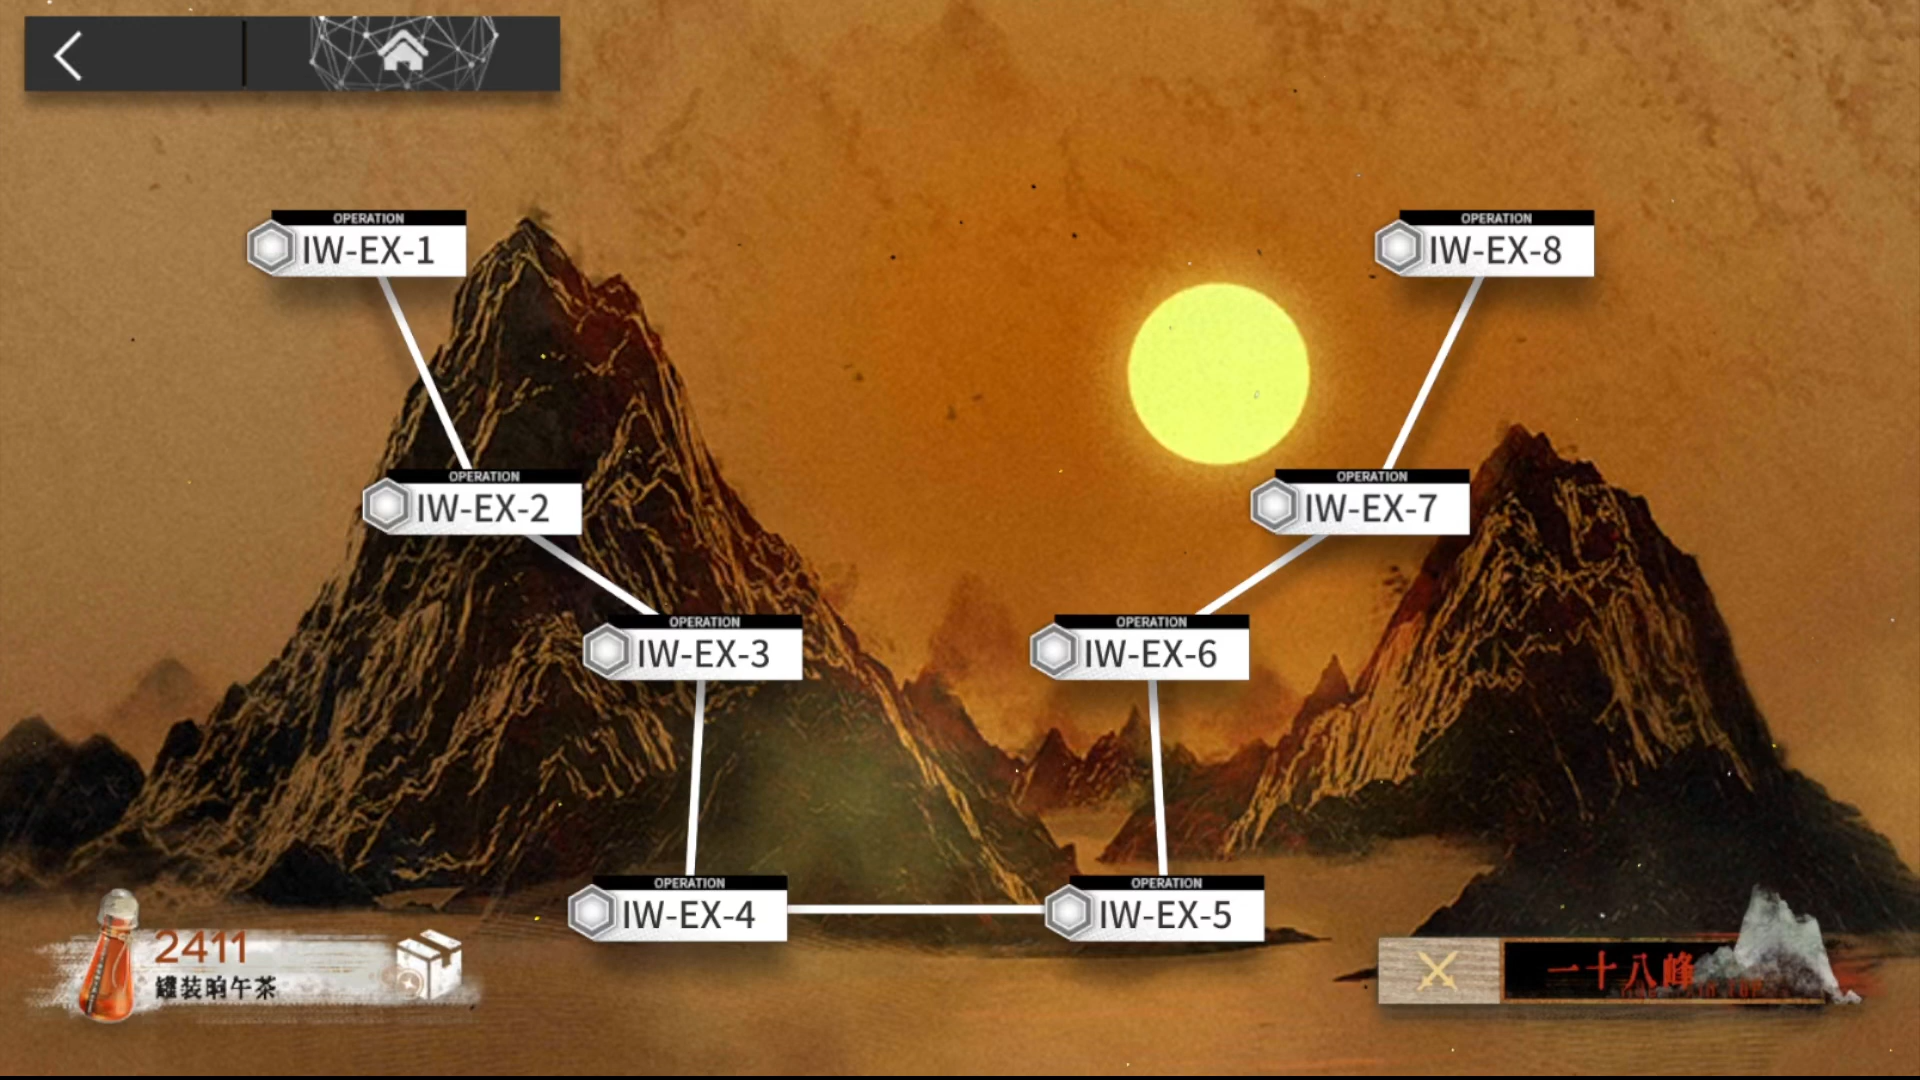 OPERATION
IW-EX-1
OPERATION
IW-EX-8
OPERATION
IW-EX-2
OPERATION
IW-EX-7
OPERATION
IW-EX-3
OPERATION
IW-EX-6
OPERATION
IW-EX-4
OPERATION
IW-EX-5
2411
罐装晌午茶
一十八峰